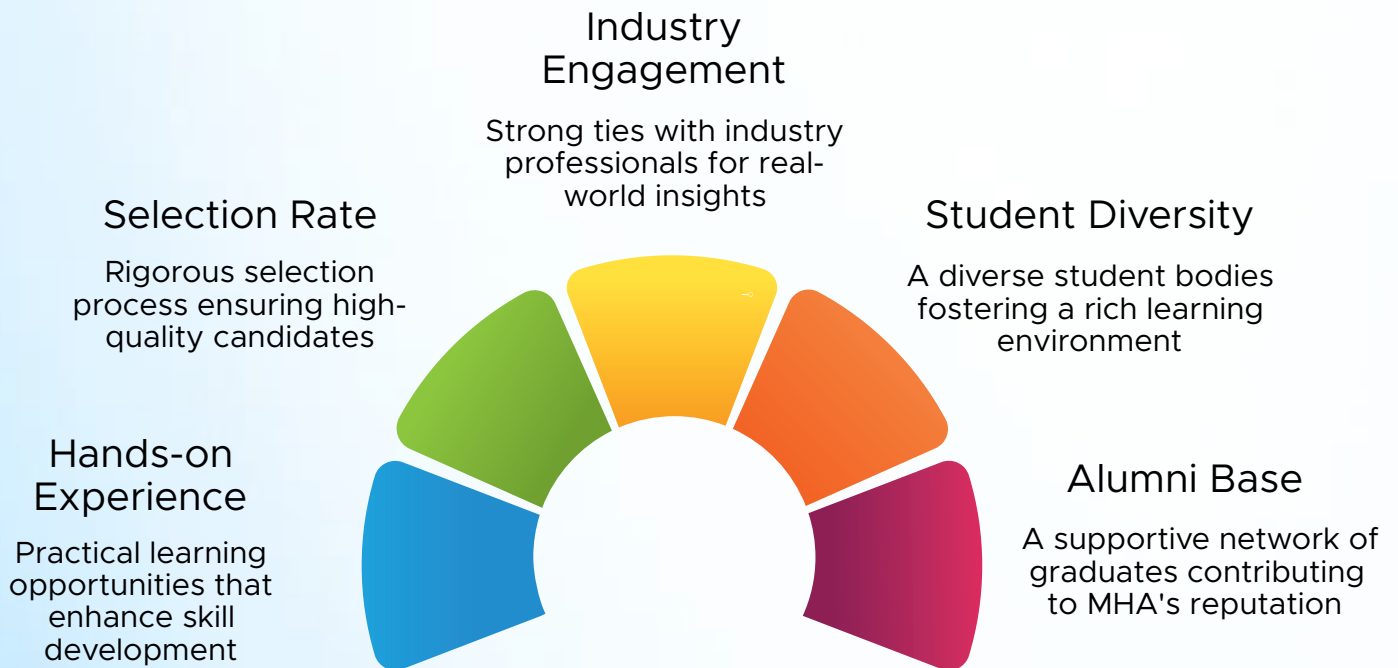 Industry
Engagement
Strong ties with industry
professionals for real-
world insights
Selection Rate
Rigorous selection
process ensuring high-
quality candidates
Student Diversity
A diverse student bodies
fostering a rich learning
environment
Hands-on
Experience
Practical learning
opportunities that
enhance skill
development
Alumni Base
A supportive network of
graduates contributing
to MHA's reputation